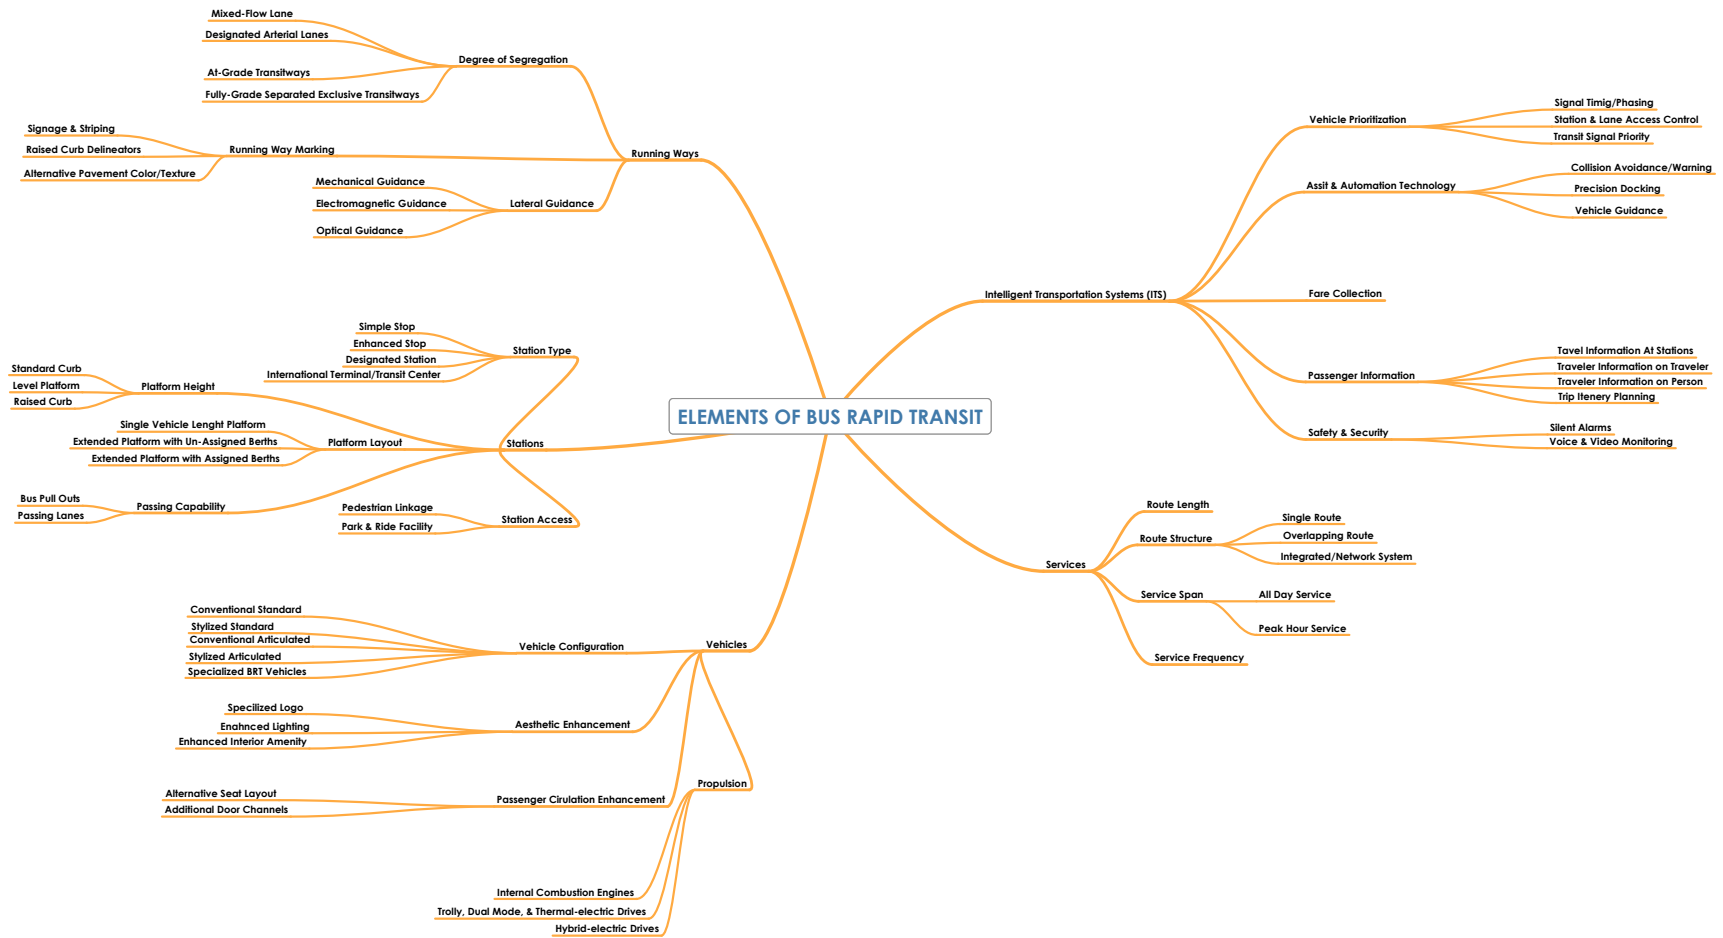 ELEMENTS OF BUS RAPID TRANSIT
Running Ways
Degree of Segregation
Mixed-Flow Lane
Designated Arterial Lanes
At-Grade Transitways
Fully-Grade Separated Exclusive Transitways
Running Way Marking
Signage & Striping
Raised Curb Delineators
Alternative Pavement Color/Texture
Lateral Guidance
Mechanical Guidance
Electromagnetic Guidance
Optical Guidance
Stations
Station Type
Simple Stop
Enhanced Stop
Designated Station
International Terminal/Transit Center
Platform Height
Standard Curb
Level Platform
Raised Curb
Platform Layout
Single Vehicle Lenght Platform
Extended Platform with Un-Assigned Berths
Extended Platform with Assigned Berths
Passing Capability
Bus Pull Outs
Passing Lanes
Station Access
Pedestrian Linkage
Park & Ride Facility
Vehicles
Vehicle Configuration
Conventional Standard
Stylized Standard
Conventional Articulated
Stylized Articulated
Specialized BRT Vehicles
Aesthetic Enhancement
Specilized Logo
Enahnced Lighting
Enhanced Interior Amenity
Passenger Cirulation Enhancement
Alternative Seat Layout
Additional Door Channels
Propulsion
Internal Combustion Engines
Trolly, Dual Mode, & Thermal-electric Drives
Hybrid-electric Drives
Intelligent Transportation Systems (ITS)
Vehicle Prioritization
Signal Timig/Phasing
Station & Lane Access Control
Transit Signal Priority
Assit & Automation Technology
Collision Avoidance/Warning
Precision Docking
Vehicle Guidance
Fare Collection
Passenger Information
Tavel Information At Stations
Traveler Information on Traveler
Traveler Information on Person
Trip Itenery Planning
Safety & Security
Silent Alarms
Voice & Video Monitoring
Services
Route Length
Route Structure
Single Route
Overlapping Route
Integrated/Network System
Service Span
All Day Service
Peak Hour Service
Service Frequency